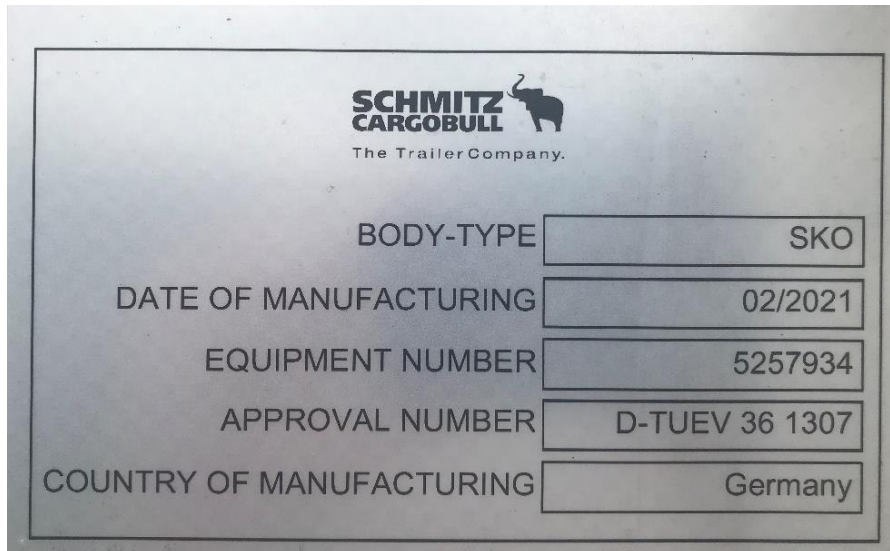 SCHMITZ
CARGOBULL
The Trailer Company.
BODY-TYPE SKO
DATE OF MANUFACTURING 02/2021
EQUIPMENT NUMBER 5257934
APPROVAL NUMBER D-TUEV 36 1307
COUNTRY OF MANUFACTURING Germany